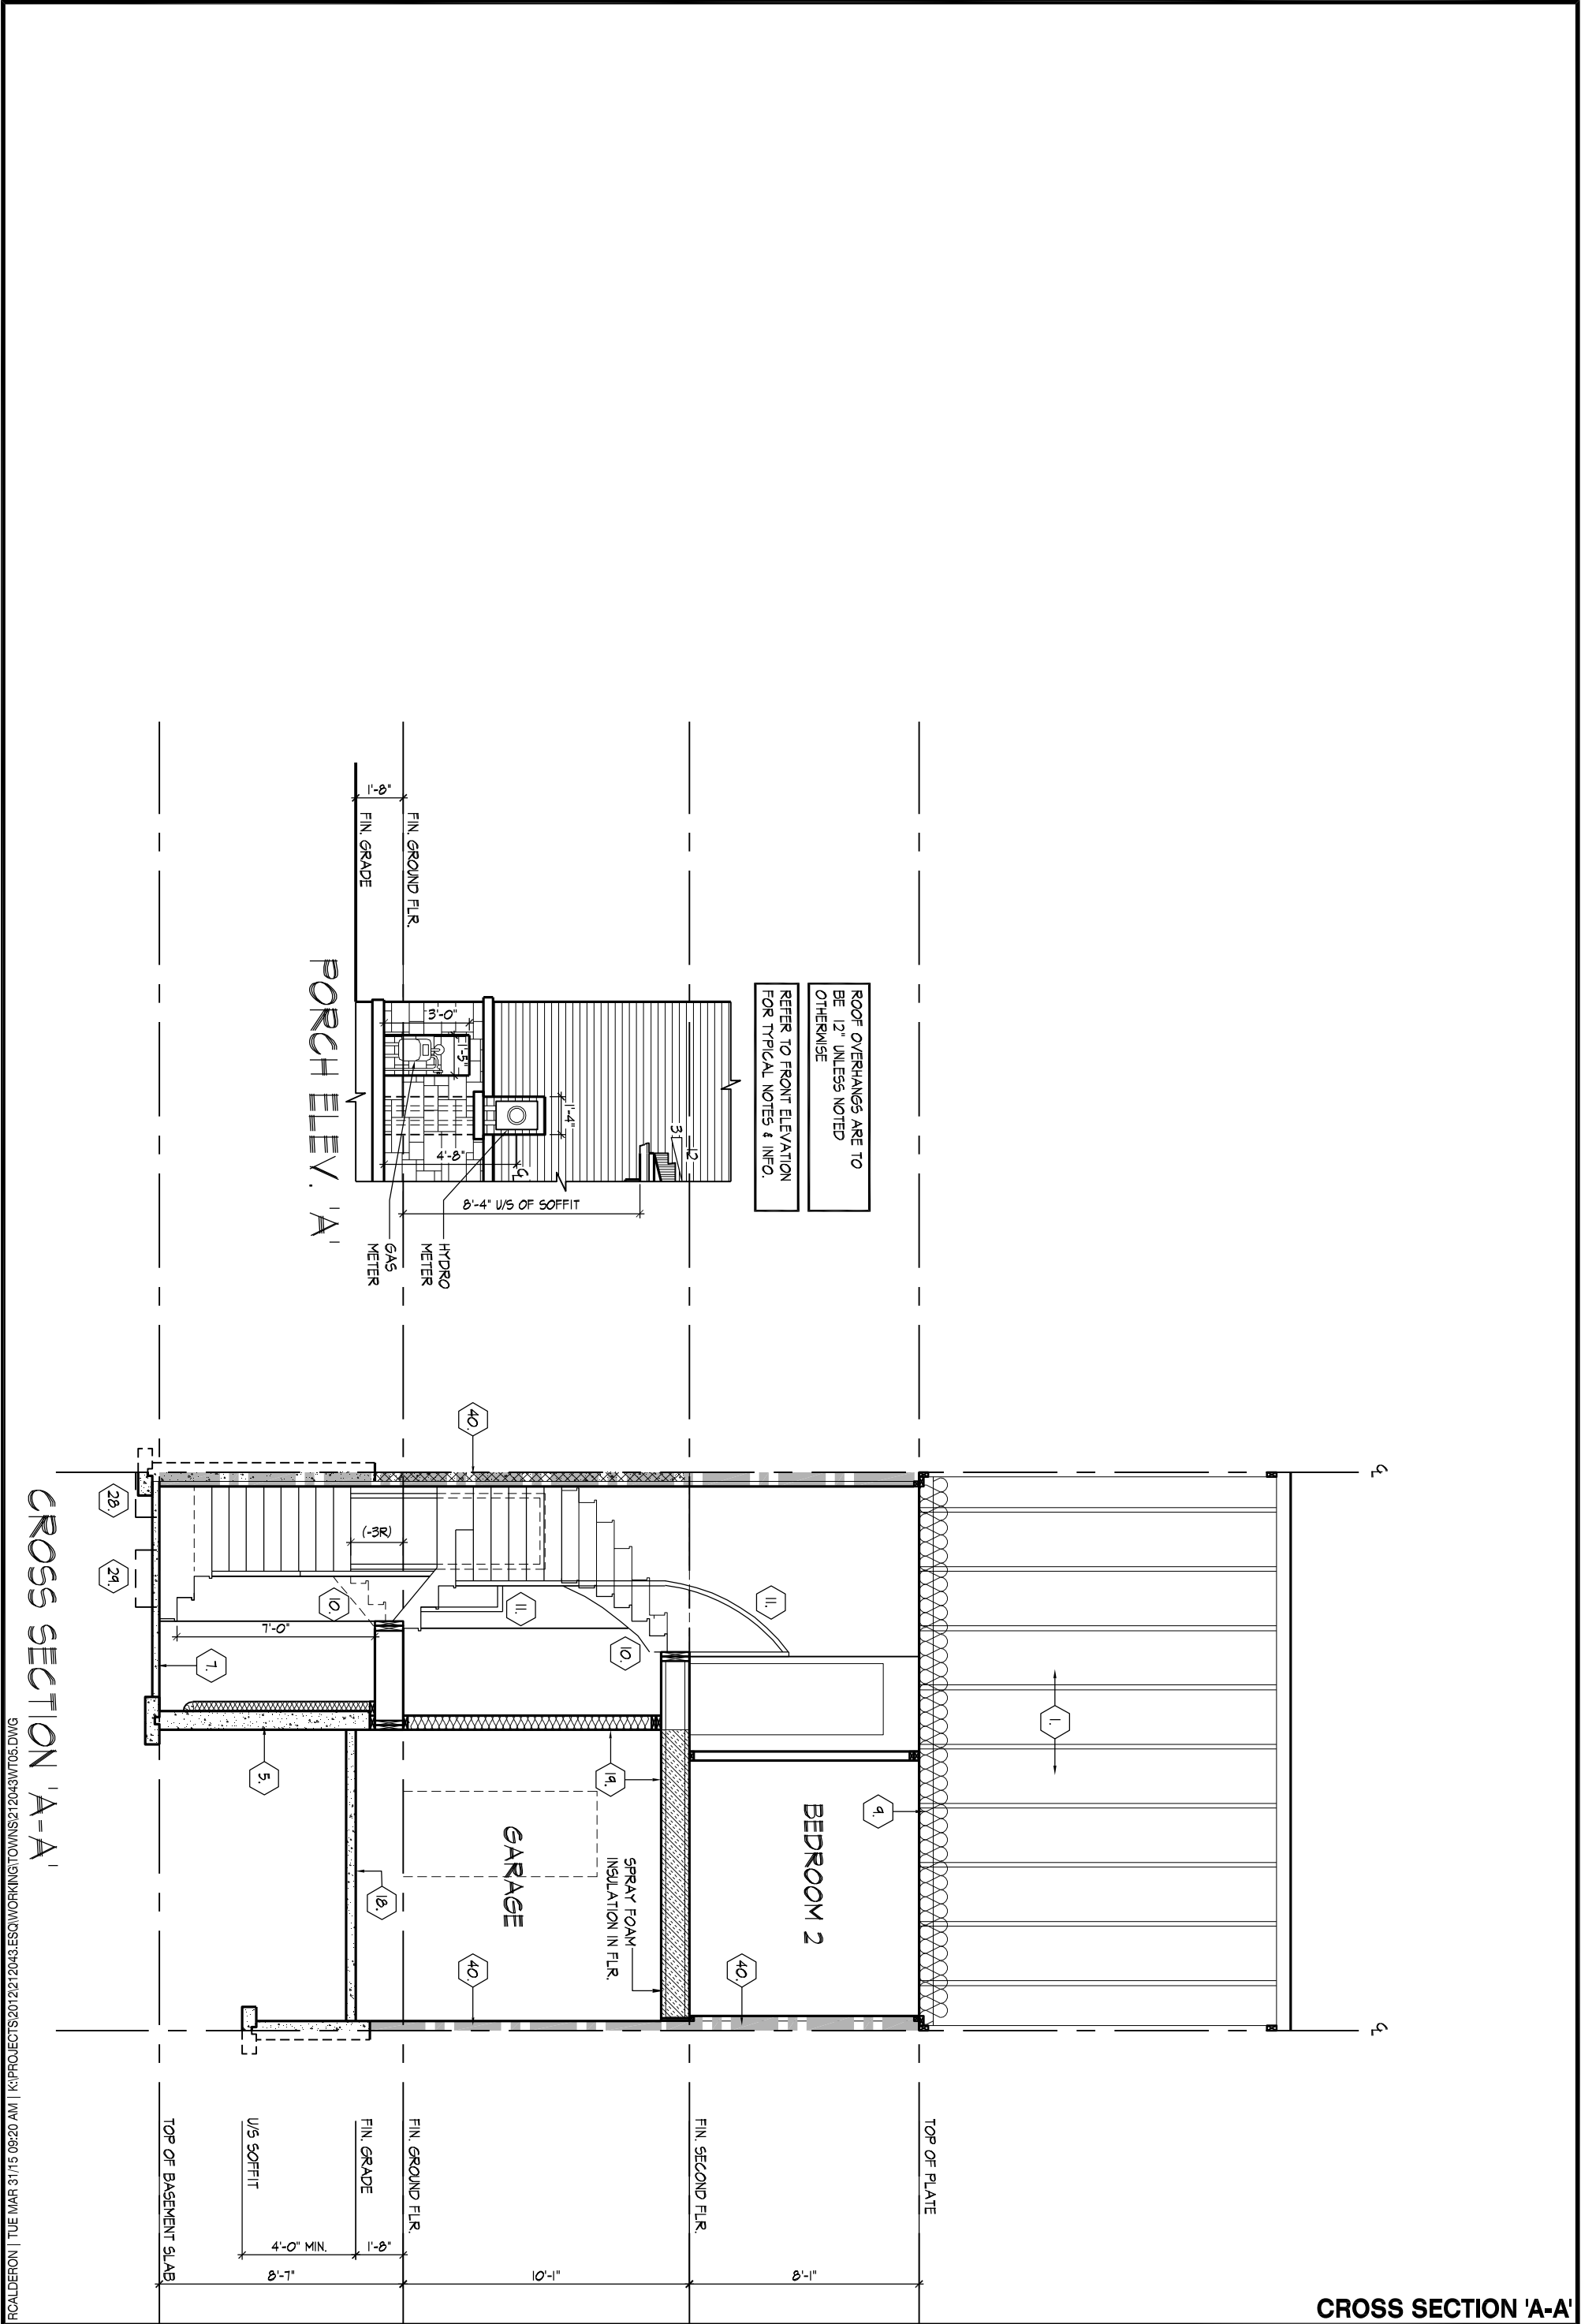 ROOF OVERHANGS ARE TO
BE 12" UNLESS NOTED
OTHERWISE
REFER TO FRONT ELEVATION
FOR TYPICAL NOTES & INFO.
1'-8"
FIN. GROUND FLR.
FIN. GRADE
3'-0"
1'-5"
1'-4"
4'-8"
3
12
8'-4" U/S OF SOFFIT
HYDRO
METER
GAS
METER
PORCH ELEV. 'A'
1.
9.
BEDROOM 2
40.
40.
11.
11.
10.
10.
(-3R)
7'-0"
19.
SPRAY FOAM
INSULATION IN FLR.
GARAGE
40.
18.
7.
5.
28.
29.
TOP OF PLATE
8'-1"
FIN. SECOND FLR.
10'-1"
FIN. GROUND FLR.
1'-8"
FIN. GRADE
4'-0" MIN.
U/S SOFFIT
8'-7"
TOP OF BASEMENT SLAB
CROSS SECTION 'A-A'
CROSS SECTION 'A-A'
RCALDERON | TUE MAR 31/15 09:20 AM | K:\PROJECTS\2012\212043.ESQ\WORKING\TOWNS\212043WT05.DWG